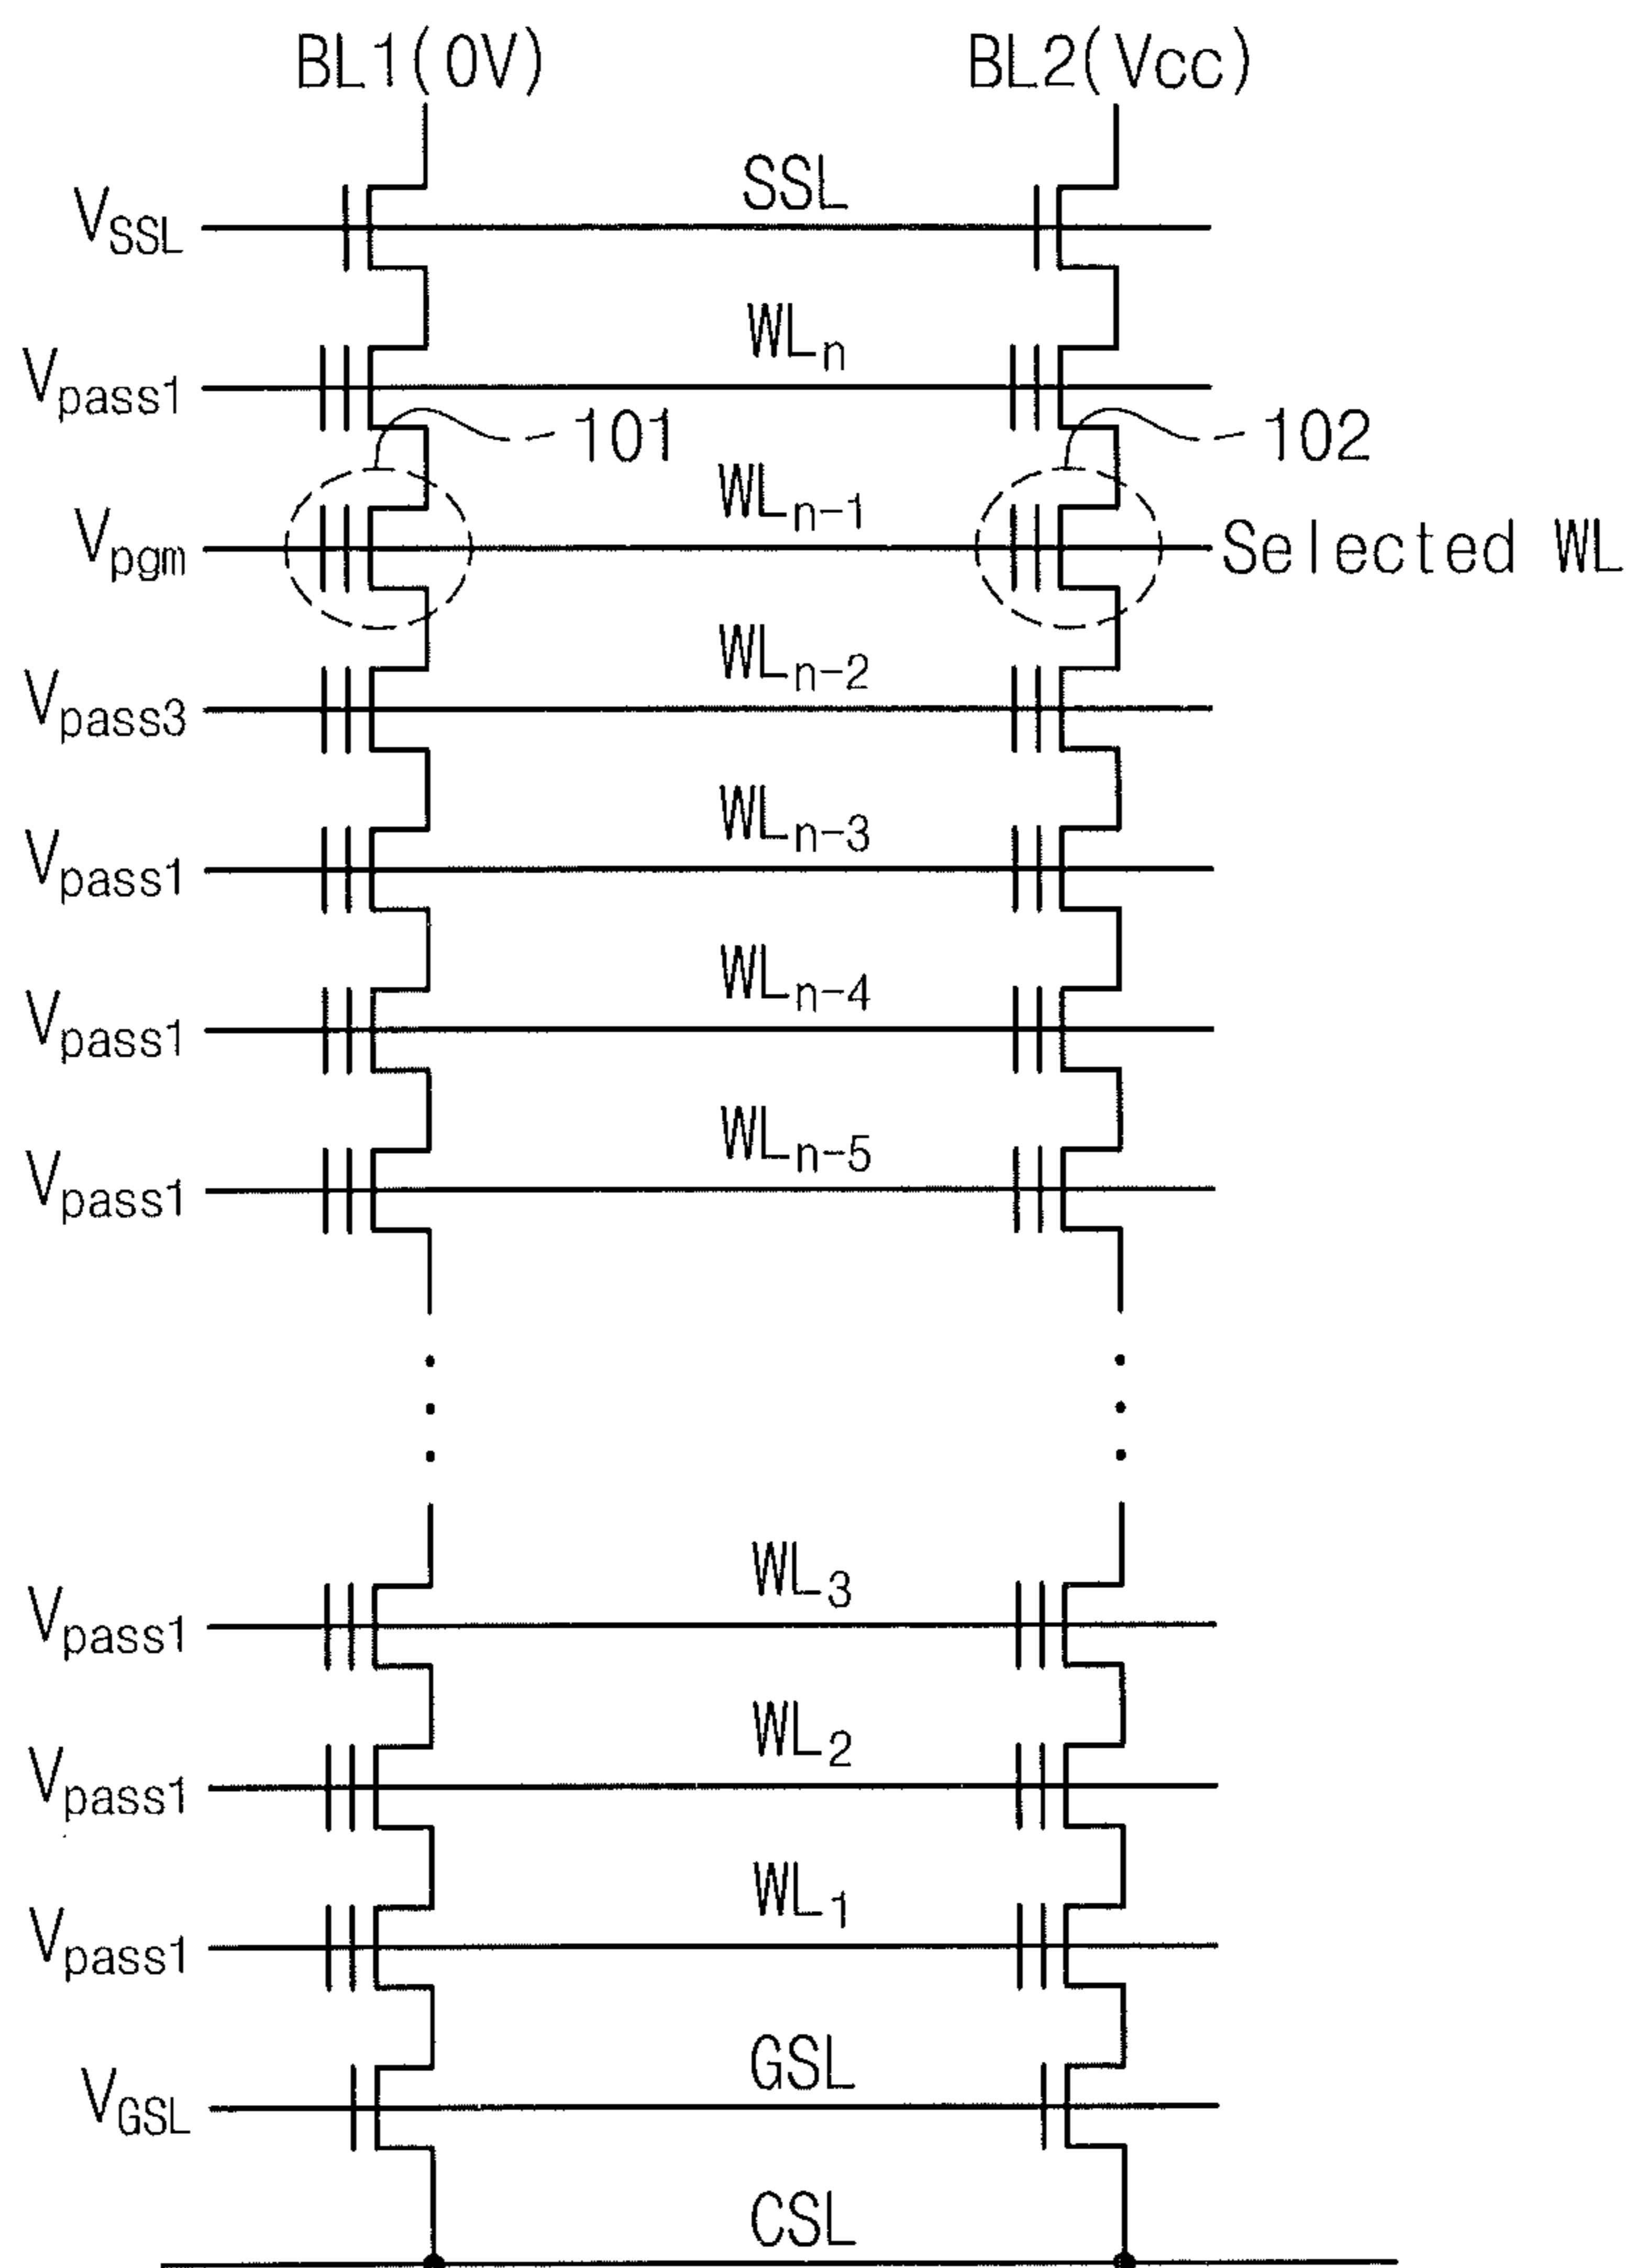 BL1(0V) BL2(Vcc)
SSL
VSSL
WLn
Vpass1
101 102
WLn-1
Vpgm Selected WL
WLn-2
Vpass3
WLn-3
Vpass1
WLn-4
Vpass1
WLn-5
Vpass1
WL3
Vpass1
WL2
Vpass1
WL1
Vpass1
GSL
VGSL
CSL